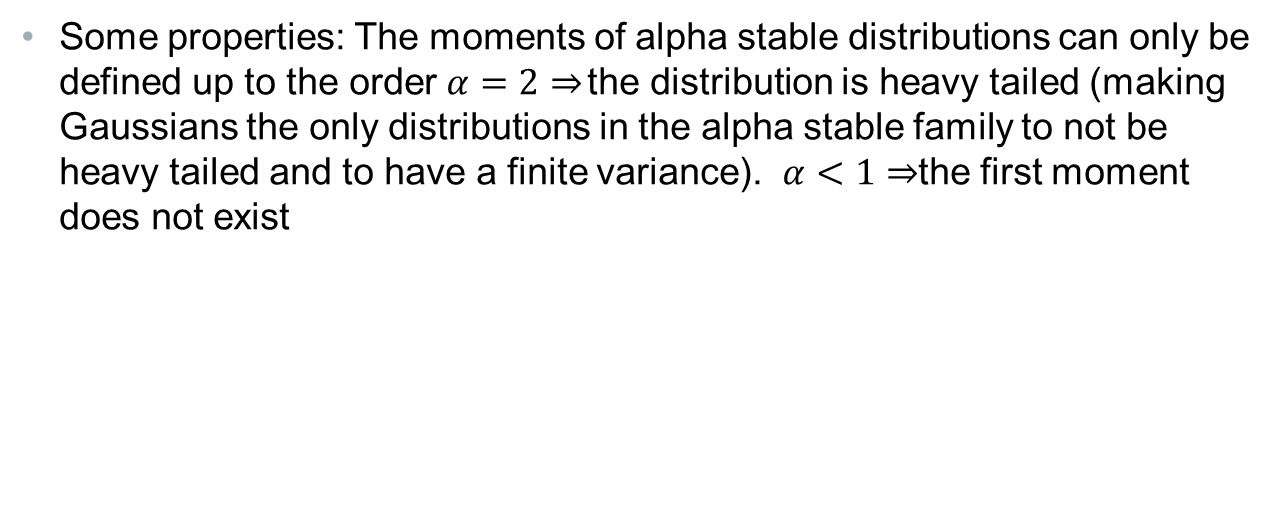 • Some properties: The moments of alpha stable distributions can only be
defined up to the order 𝛼 = 2 ⇒the distribution is heavy tailed (making
Gaussians the only distributions in the alpha stable family to not be
heavy tailed and to have a finite variance). 𝛼 < 1 ⇒the first moment
does not exist